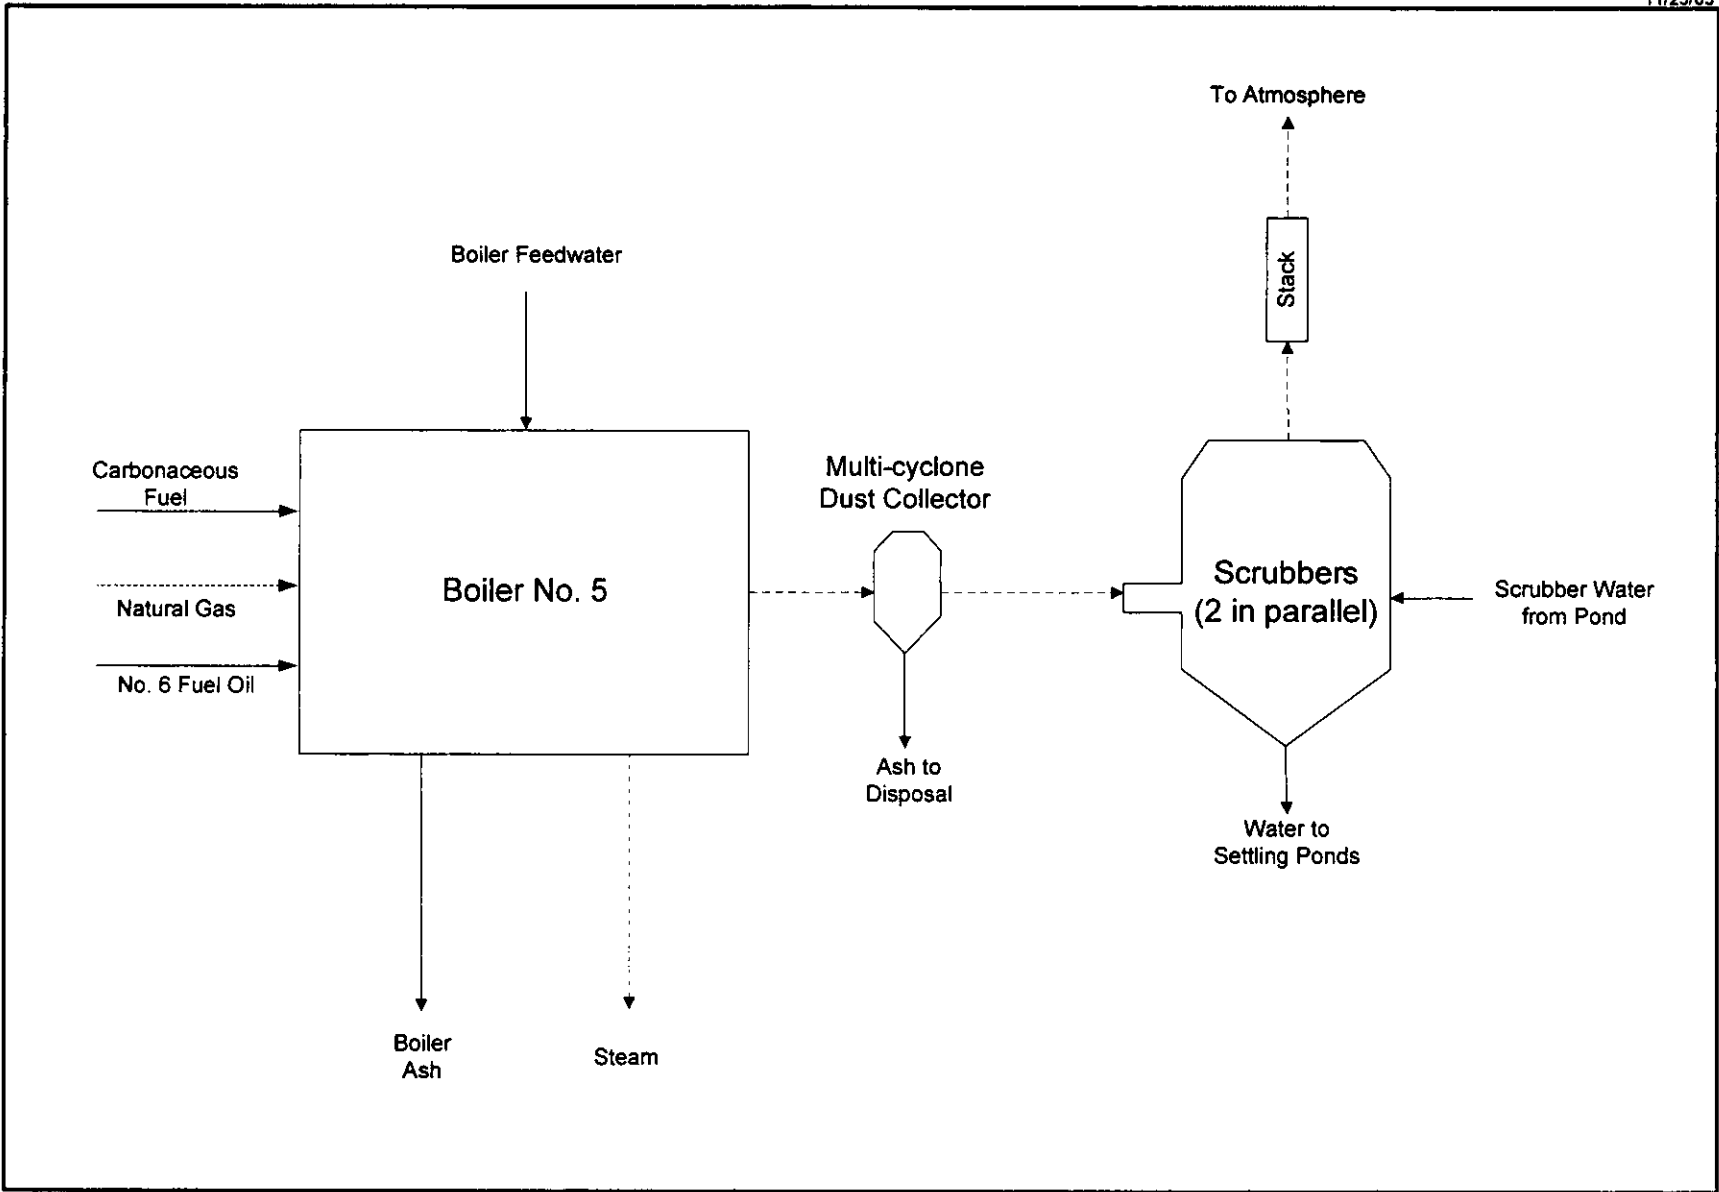 To Atmosphere
Stack
Boiler Feedwater
Carbonaceous
Fuel
Natural Gas
No. 6 Fuel Oil
Boiler No. 5
Multi-cyclone
Dust Collector
Scrubbers
(2 in parallel)
Scrubber Water
from Pond
Ash to
Disposal
Water to
Settling Ponds
Boiler
Ash
Steam